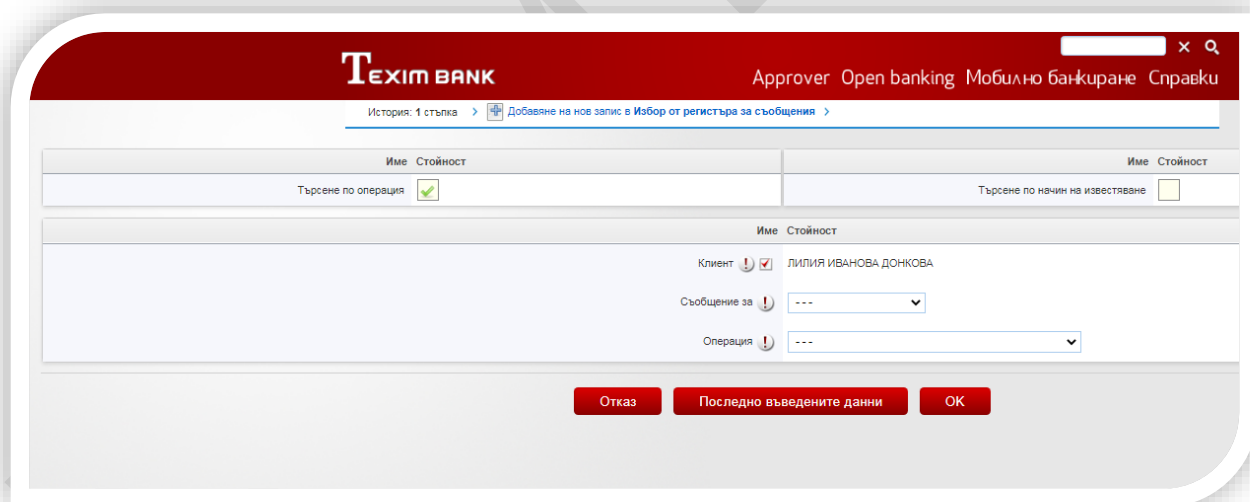 TEXIM BANK
Approver Open banking Мобилно банкиране Справки
История: 1 стъпка > Добавяне на нов запис в Избор от регистъра за съобщения >
Име Стойност
Име Стойност
Търсене по операция
Търсене по начин на известяване
Име Стойност
Клиент ЛИЛИЯ ИВАНОВА ДОНКОВА
Съобщение за ---
Операция ---
Отказ Последно въведените данни OK